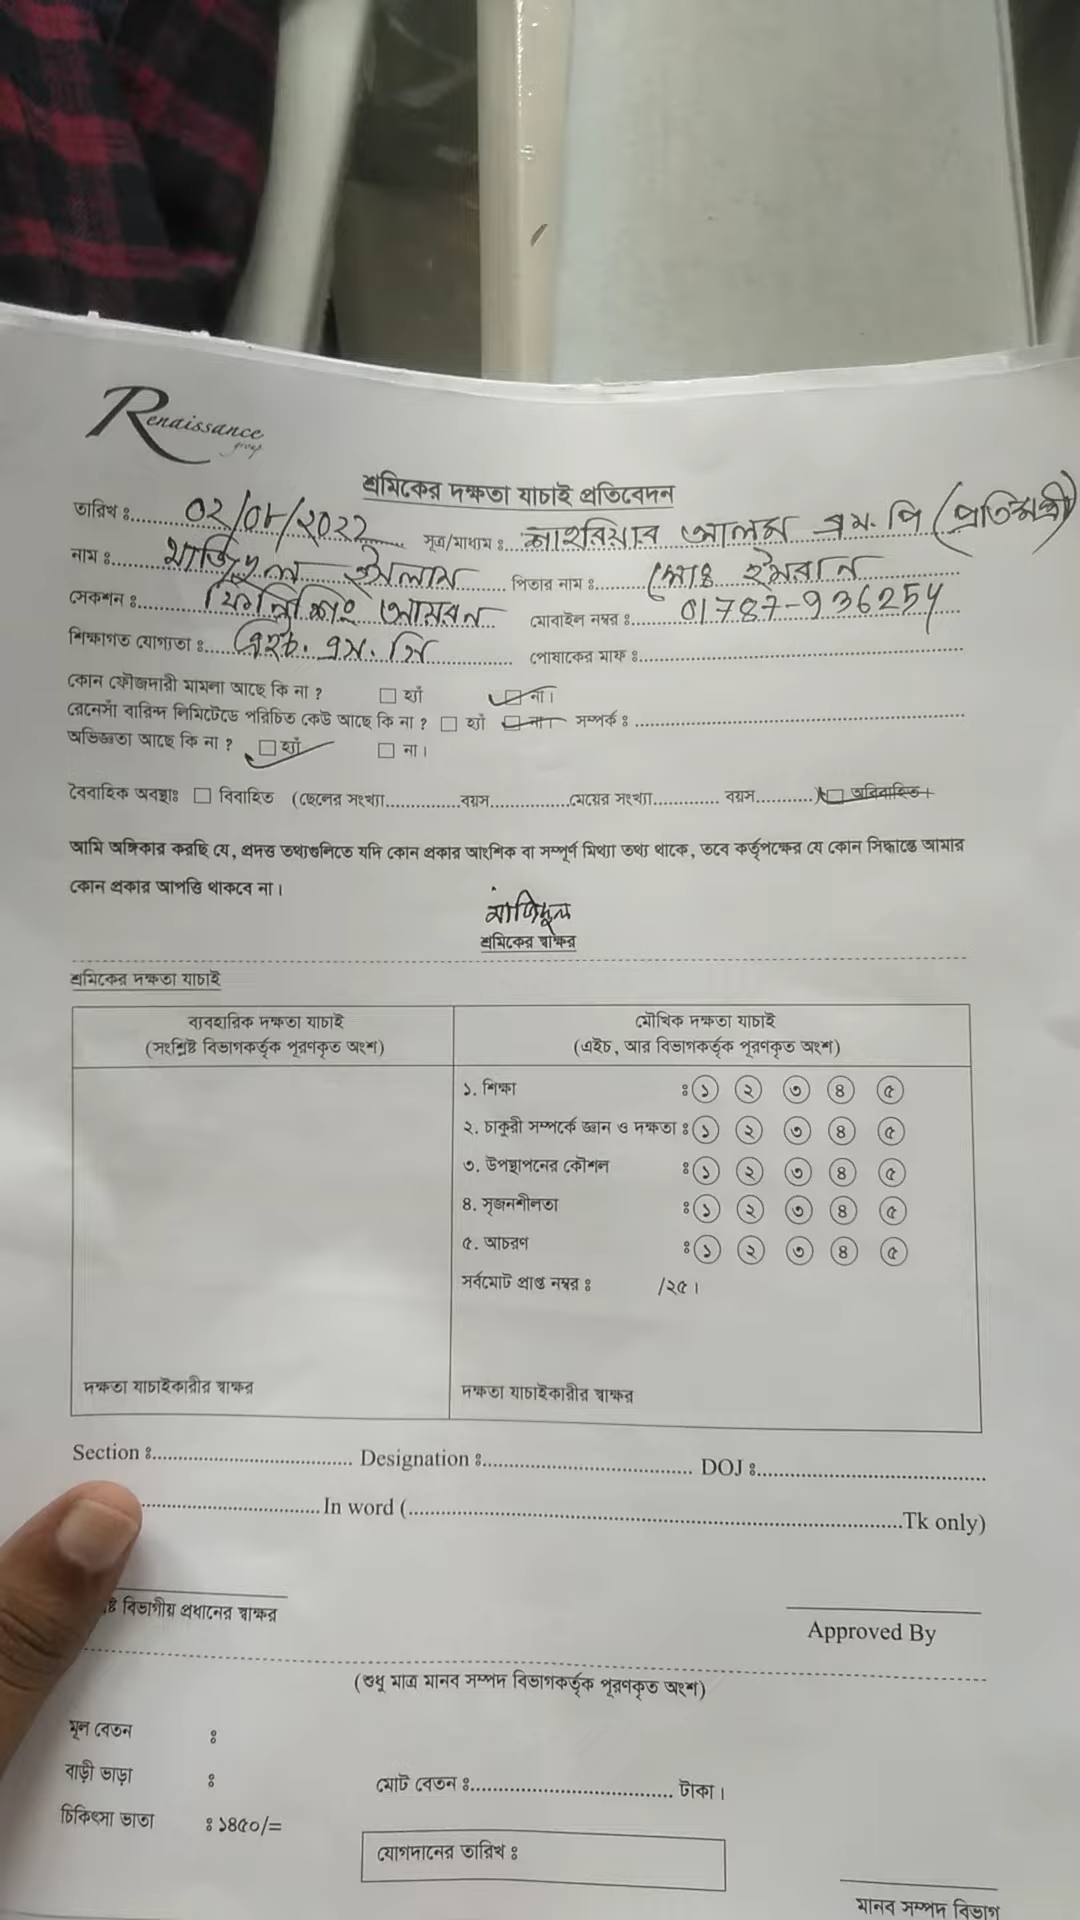 Renaissance
group
শ্রমিকের দক্ষতা যাচাই প্রতিবেদন
তারিখ ঃ 02/08/2022 সূত্র/মাধ্যম ঃ শাহরিয়ার আলম এম. পি (প্রতিমন্ত্রী)
নাম ঃ মাজিদুল ইসলাম পিতার নাম ঃ মোঃ ইমরান
সেকশন ঃ ফিনিশিং আয়রন মোবাইল নম্বর ঃ 01787-936254
শিক্ষাগত যোগ্যতা ঃ এইচ. এস. সি পোষাকের মাফ ঃ
কোন ফৌজদারী মামলা আছে কি না ? হ্যাঁ না।
রেনেসাঁ বারিন্দ লিমিটেডে পরিচিত কেউ আছে কি না ? হ্যাঁ না। সম্পর্ক ঃ
অভিজ্ঞতা আছে কি না ? হ্যাঁ না।
বৈবাহিক অবস্থাঃ বিবাহিত (ছেলের সংখ্যা..............বয়স..............মেয়ের সংখ্যা.............. বয়স...........) অবিবাহিত।
আমি অঙ্গিকার করছি যে, প্রদত্ত তথ্যগুলিতে যদি কোন প্রকার আংশিক বা সম্পূর্ণ মিথ্যা তথ্য থাকে, তবে কর্তৃপক্ষের যে কোন সিদ্ধান্তে আমার
কোন প্রকার আপত্তি থাকবে না।
মাজিদুল
শ্রমিকের স্বাক্ষর
শ্রমিকের দক্ষতা যাচাই
ব্যবহারিক দক্ষতা যাচাই
(সংশ্লিষ্ট বিভাগকর্তৃক পূরণকৃত অংশ)
মৌখিক দক্ষতা যাচাই
(এইচ, আর বিভাগকর্তৃক পূরণকৃত অংশ)
১. শিক্ষা ঃ ১ ২ ৩ ৪ ৫
২. চাকুরী সম্পর্কে জ্ঞান ও দক্ষতা ঃ ১ ২ ৩ ৪ ৫
৩. উপস্থাপনের কৌশল ঃ ১ ২ ৩ ৪ ৫
৪. সৃজনশীলতা ঃ ১ ২ ৩ ৪ ৫
৫. আচরণ ঃ ১ ২ ৩ ৪ ৫
সর্বমোট প্রাপ্ত নম্বর ঃ /২৫।
দক্ষতা যাচাইকারীর স্বাক্ষর
দক্ষতা যাচাইকারীর স্বাক্ষর
Section ঃ.................... Designation ঃ.................... DOJ ঃ....................
....................In word (....................Tk only)
বিভাগীয় প্রধানের স্বাক্ষর
Approved By
(শুধু মাত্র মানব সম্পদ বিভাগকর্তৃক পূরণকৃত অংশ)
মূল বেতন ঃ
বাড়ী ভাড়া ঃ
মোট বেতন ঃ.................... টাকা।
চিকিৎসা ভাতা ঃ ১৪৫০/=
যোগদানের তারিখ ঃ
মানব সম্পদ বিভাগ